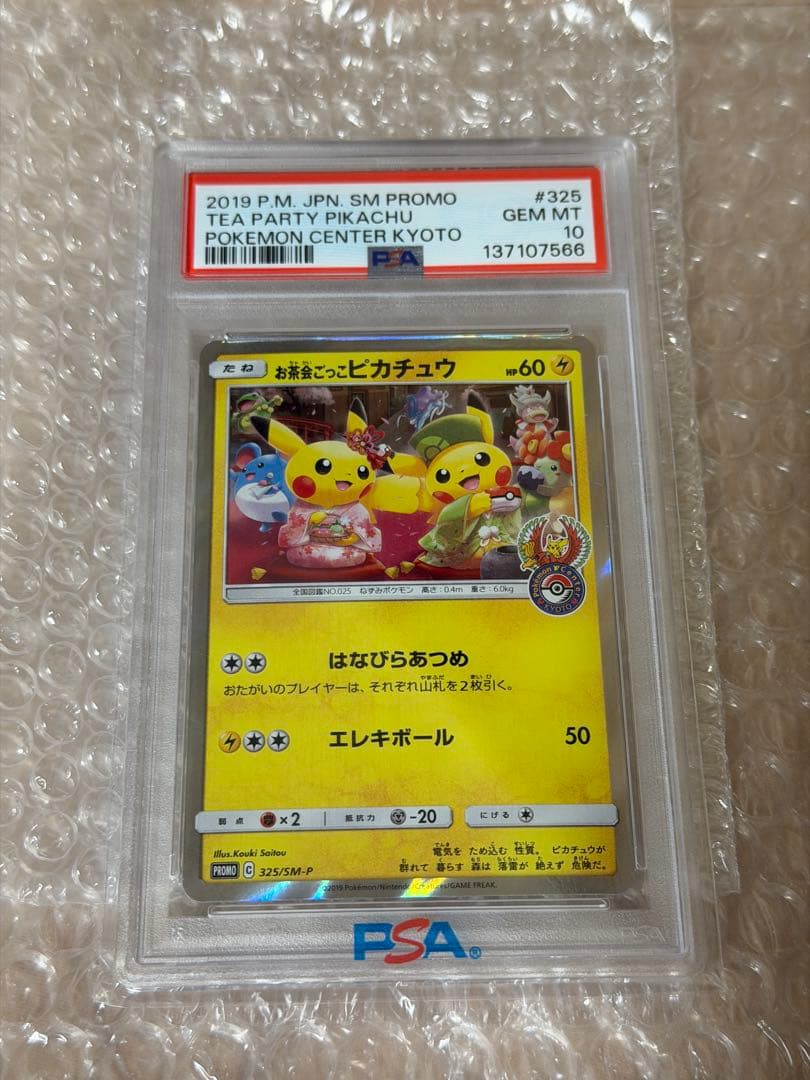 2019 P.M. JPN. SM PROMO #325
TEA PARTY PIKACHU GEM MT
POKEMON CENTER KYOTO 10
PSA 137107566
たね お茶会ごっこピカチュウ HP60
全国図鑑NO.025 ねずみポケモン 高さ:0.4m 重さ:6.0kg
Pokémon Center
KYOTO
はなびらあつめ
おたがいのプレイヤーは、それぞれ山札を2枚引く。
エレキボール 50
弱点 ×2 抵抗力 -20 にげる
Illus.Kouki Saitou
電気を ため込む 性質。 ピカチュウが
群れて 暮らす 森は 落雷が 絶えず 危険だ。
PROMO C 325/SM-P
©2019 Pokémon/Nintendo/Creatures/GAME FREAK.
PSA®